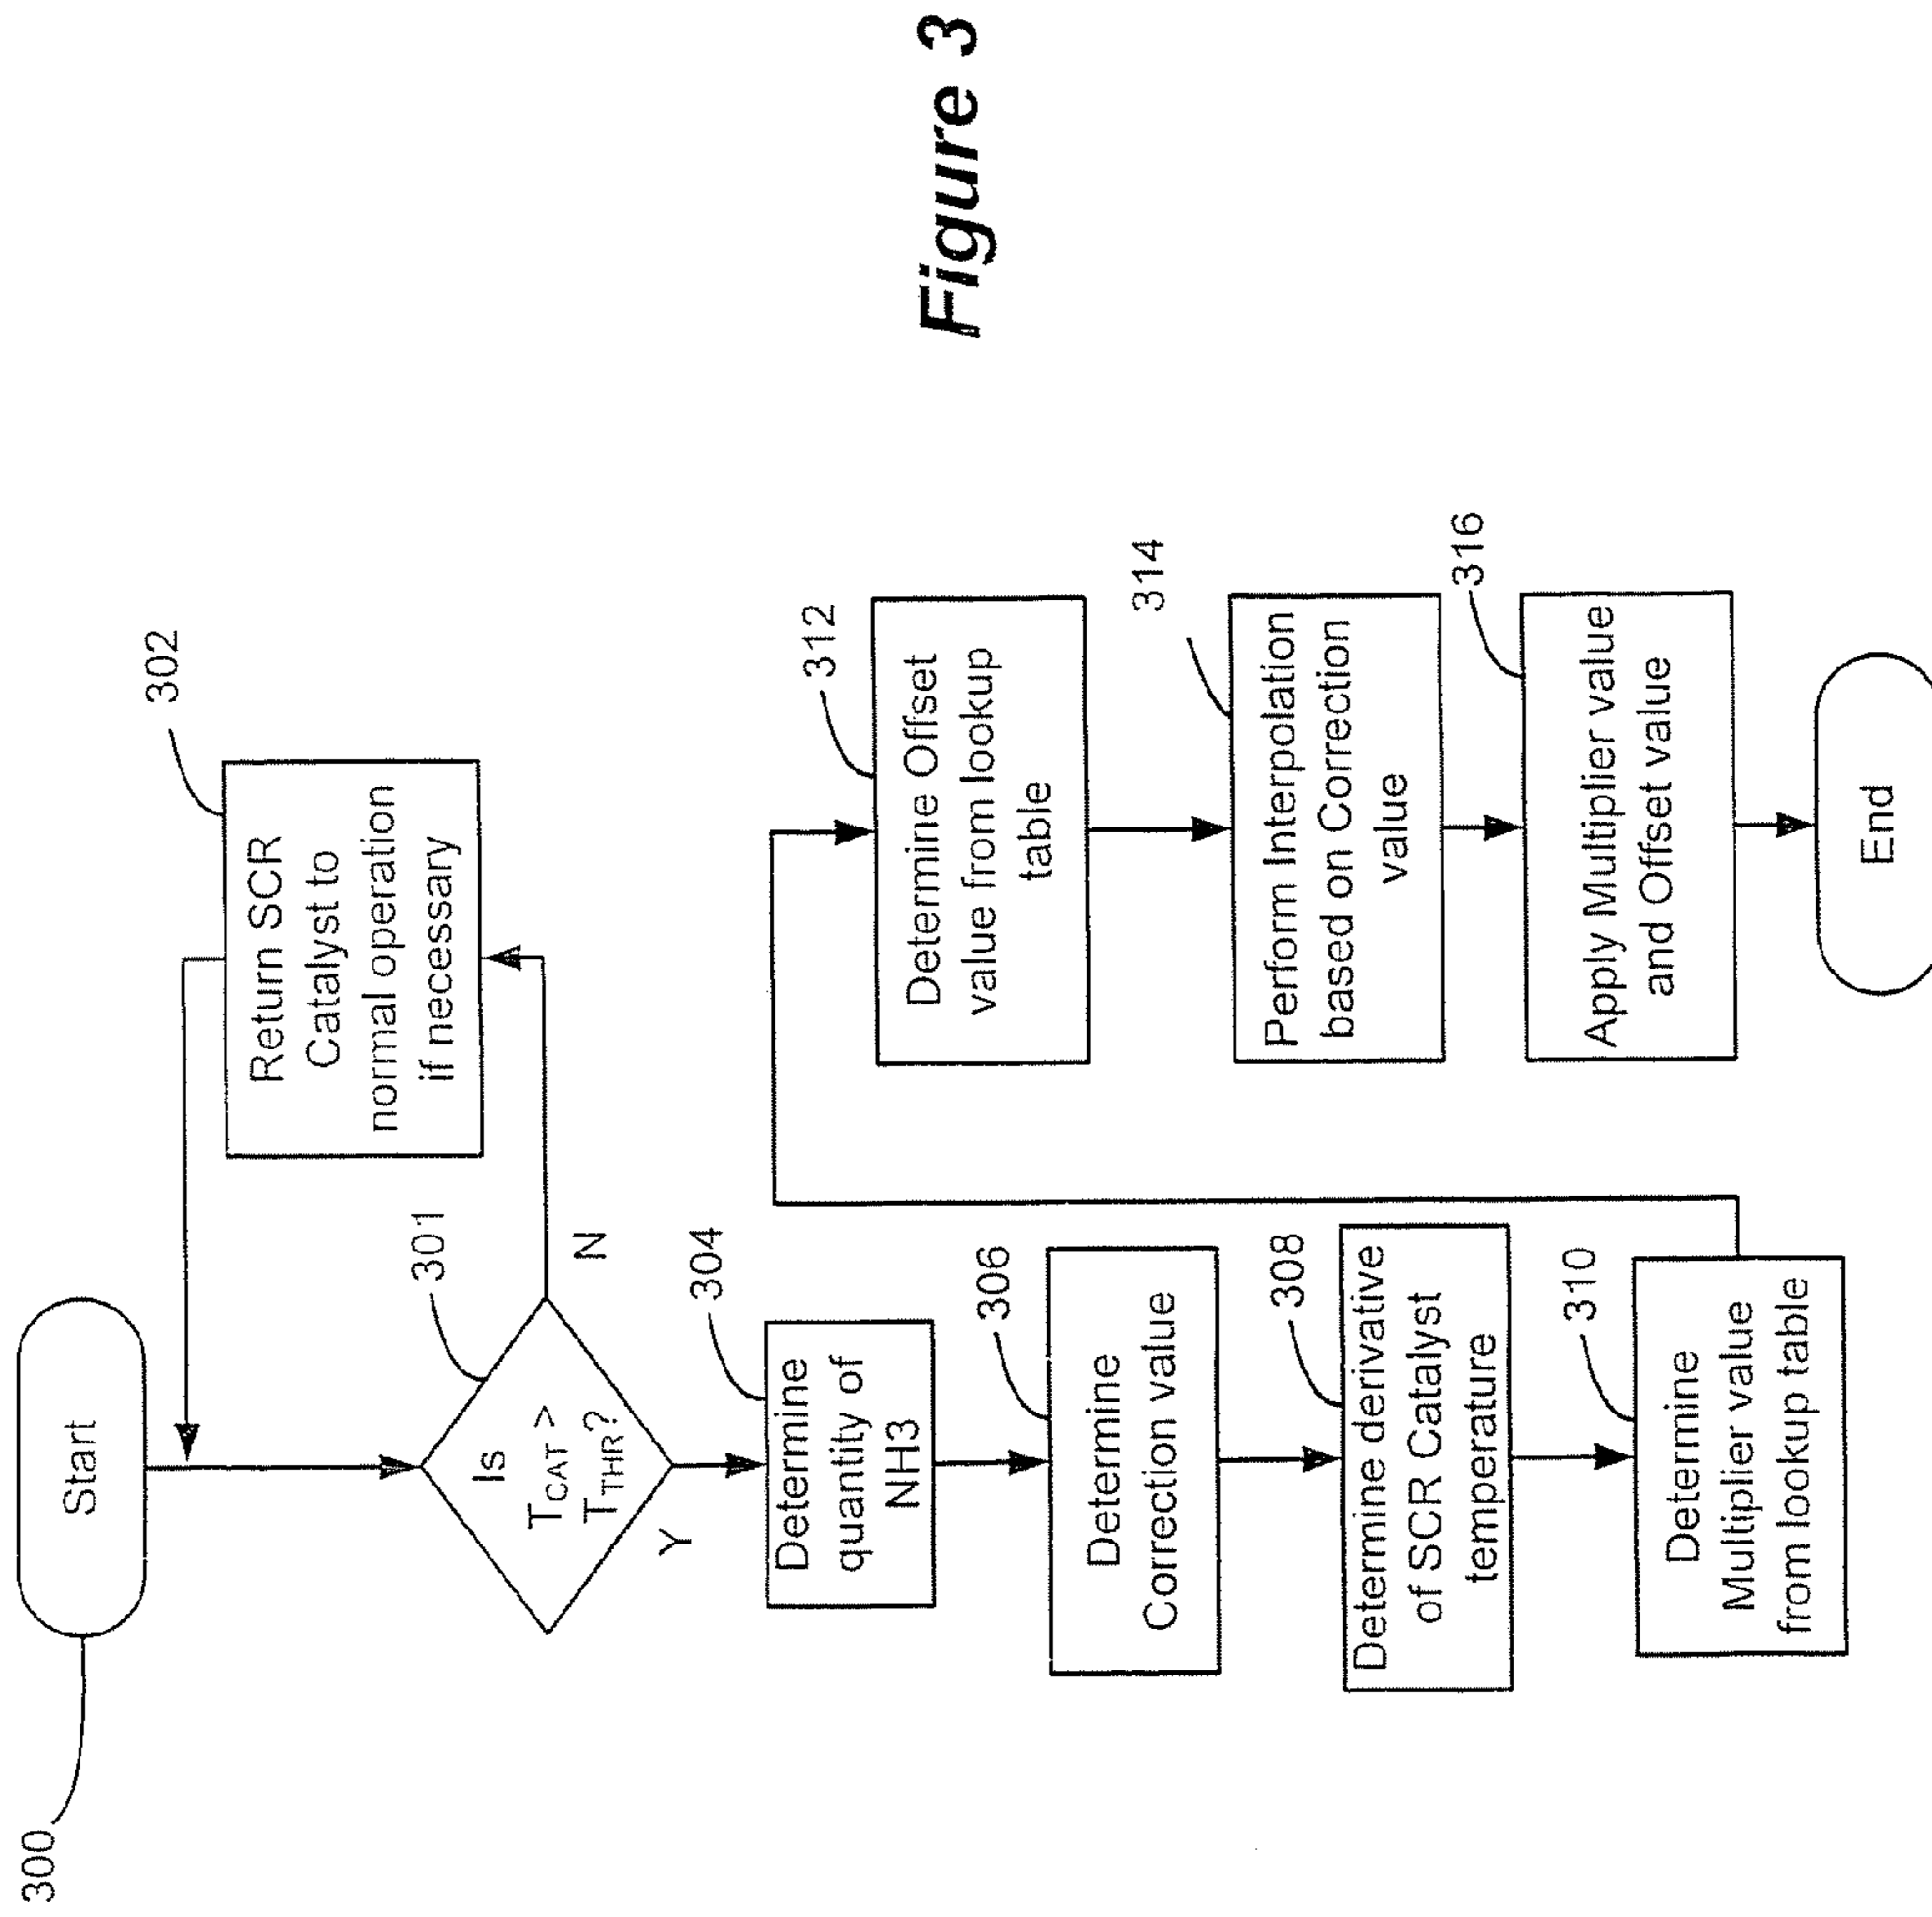 300
Start
302
Return SCR
Catalyst to
normal operation
if necessary
301
Is
TCAT >
TTHR?
N
Y
304
Determine
quantity of
NH3
306
Determine
Correction value
308
Determine derivative
of SCR Catalyst
temperature
310
Determine
Multiplier value
from lookup table
312
Determine Offset
value from lookup
table
314
Perform Interpolation
based on Correction
value
316
Apply Multiplier value
and Offset value
End
Figure 3